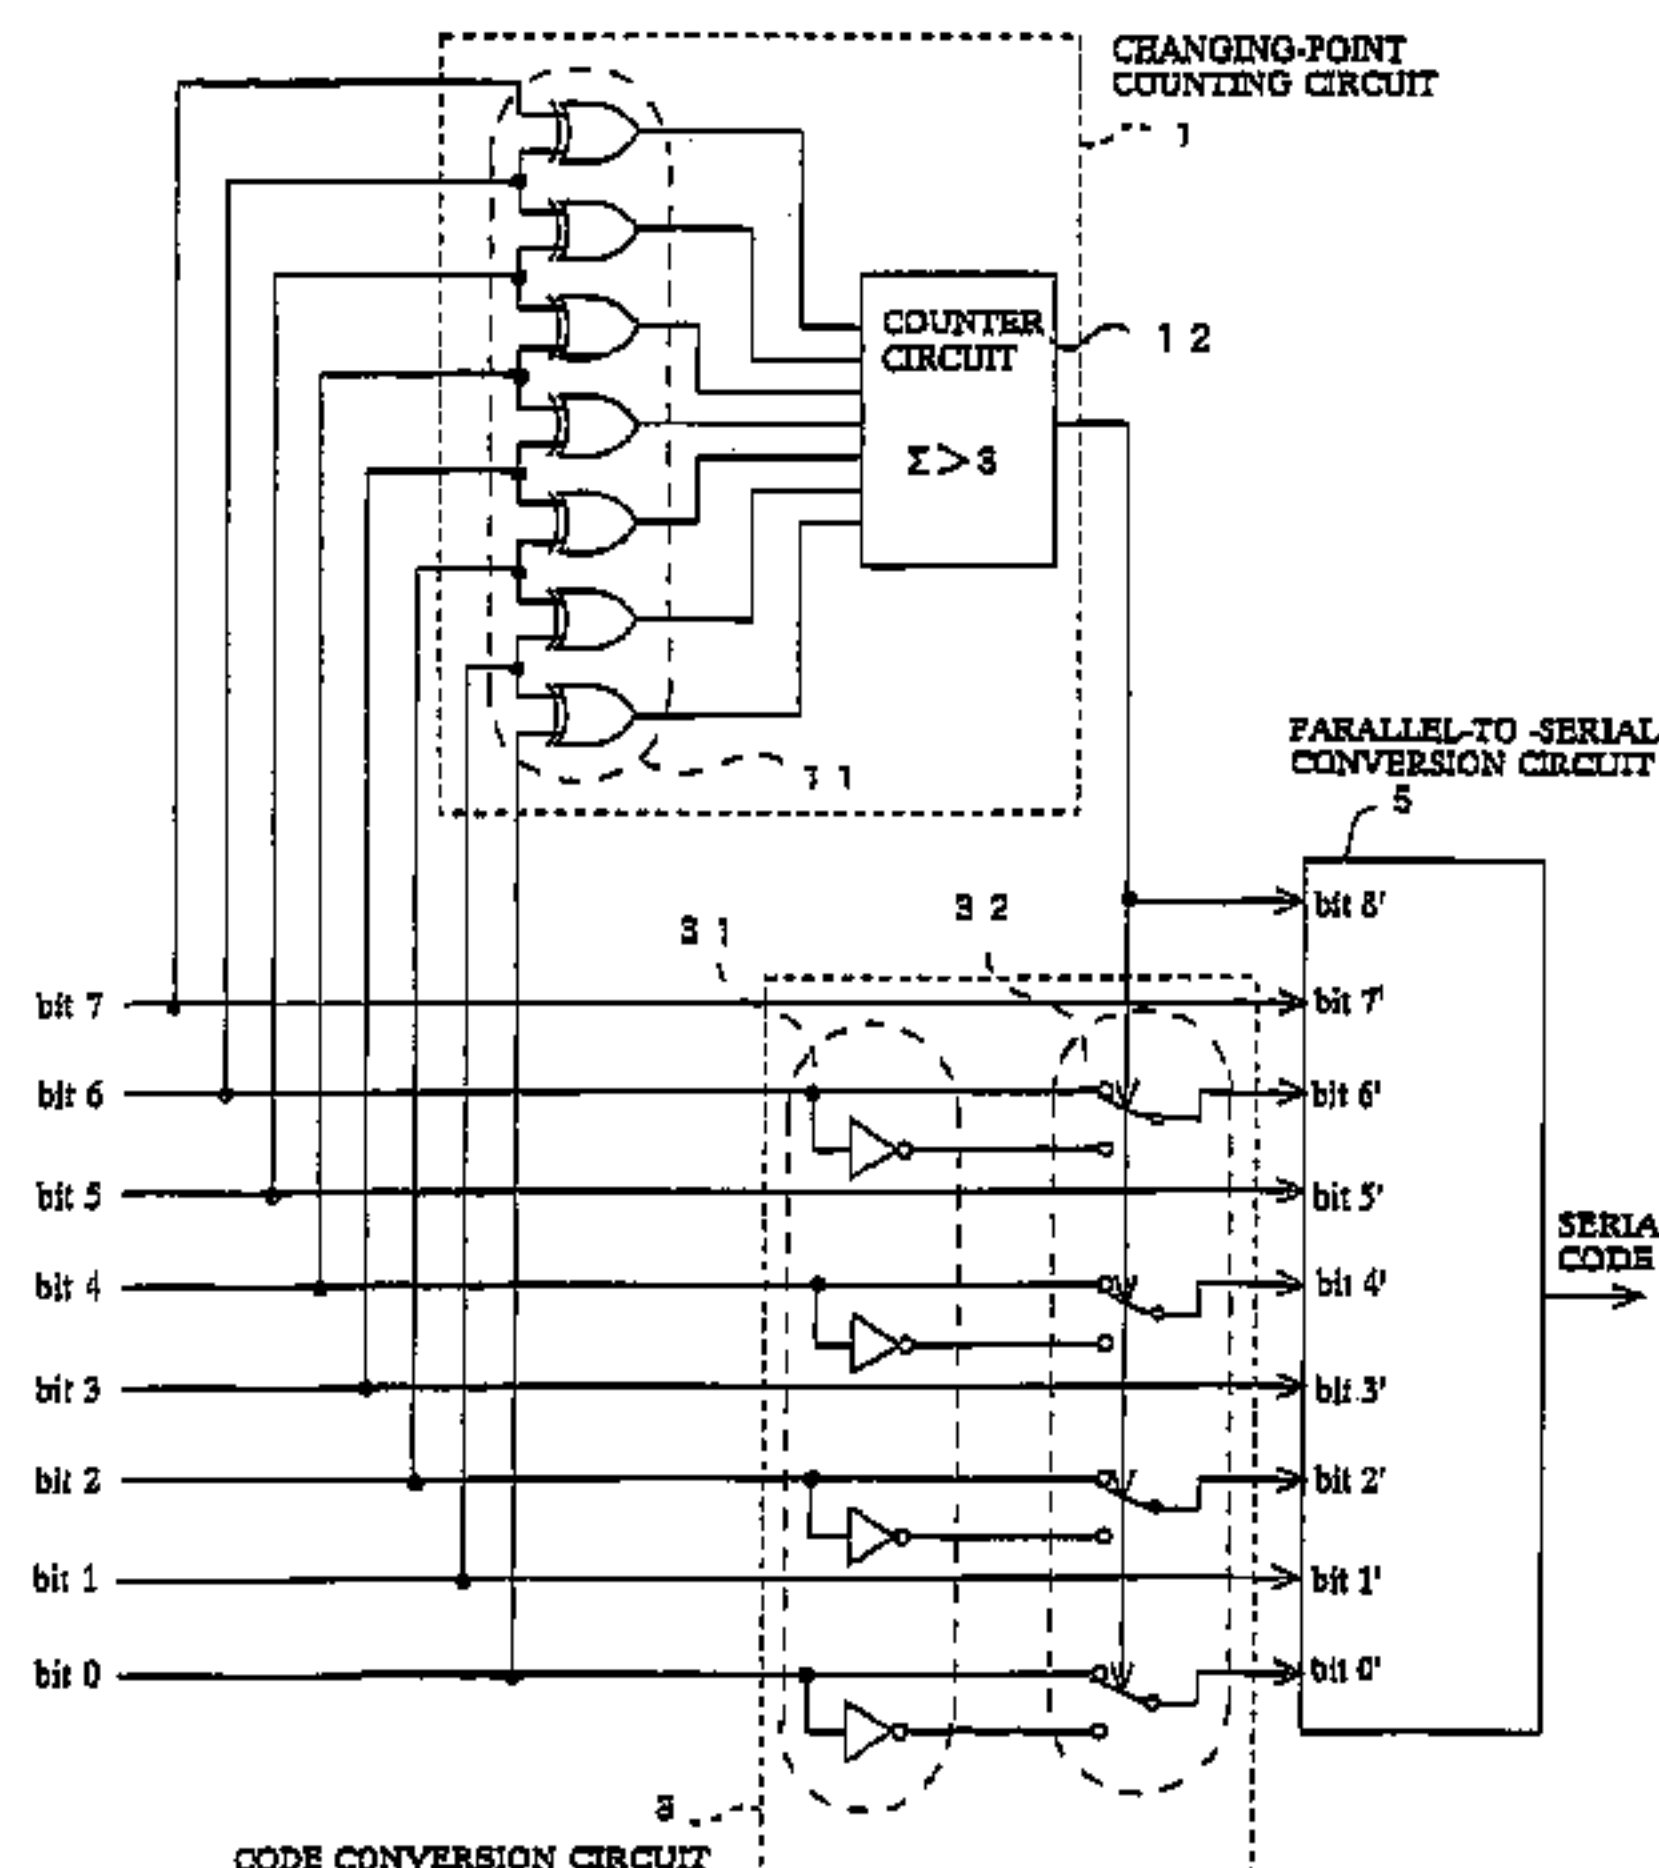 CHANGING-POINT
COUNTING CIRCUIT
1
COUNTER
CIRCUIT
Σ>3
1 2
1 1
PARALLEL-TO -SERIAL
CONVERSION CIRCUIT
5
3 1
3 2
bit 8'
bit 7
bit 7'
bit 6
bit 6'
bit 5
bit 5'
bit 4
bit 4'
bit 3
bit 3'
bit 2
bit 2'
bit 1
bit 1'
bit 0
bit 0'
SERIA
CODE
3
CODE CONVERSION CIRCUIT